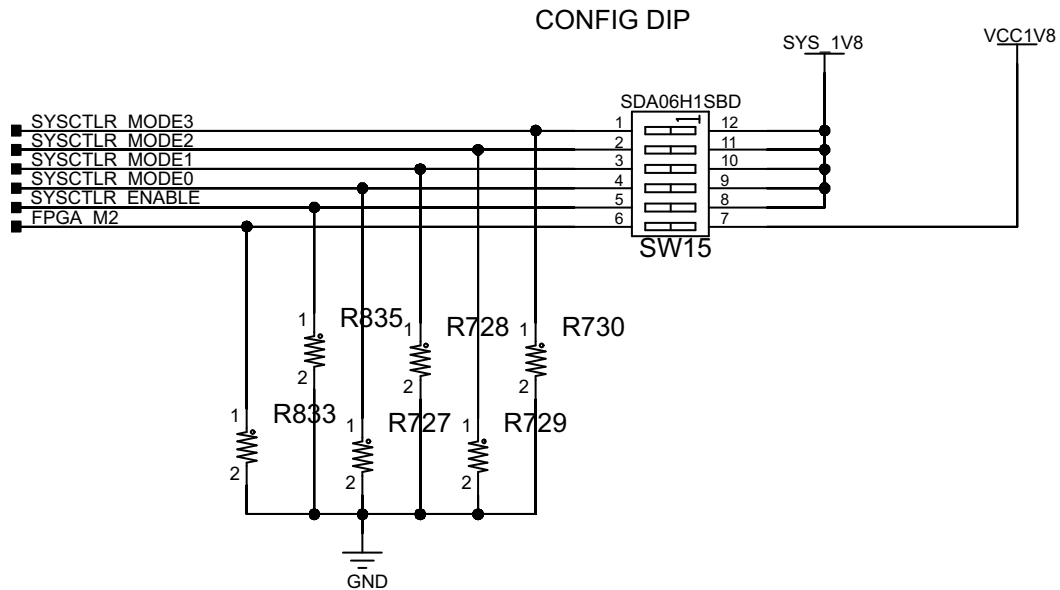 CONFIG DIP
SYS_1V8
VCC1V8
SDA06H1SBD
SYSCTLR_MODE3 1 12
SYSCTLR_MODE2 2 11
SYSCTLR_MODE1 3 10
SYSCTLR_MODE0 4 9
SYSCTLR_ENABLE 5 8
FPGA_M2 6 7
1
SW15
1 R835 1 R728 1 R730
2 2 2
1 R833 1 R727 1 R729
2 2 2
GND